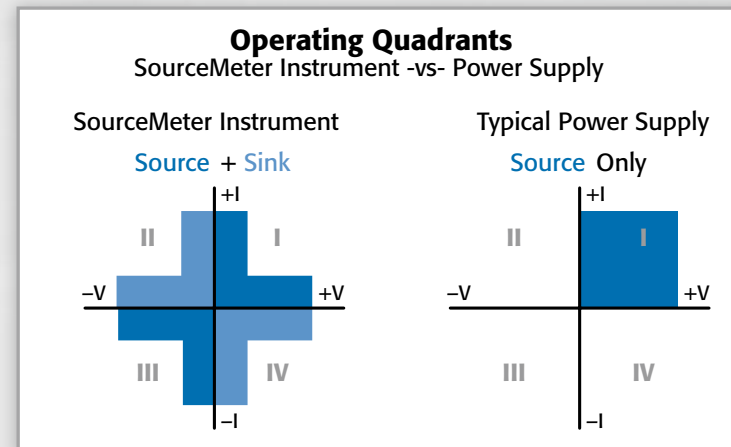 Operating Quadrants
SourceMeter Instrument -vs- Power Supply
SourceMeter Instrument
Source + Sink
+I
II
I
–V
+V
III
IV
–I
Typical Power Supply
Source Only
+I
II
I
–V
+V
III
IV
–I